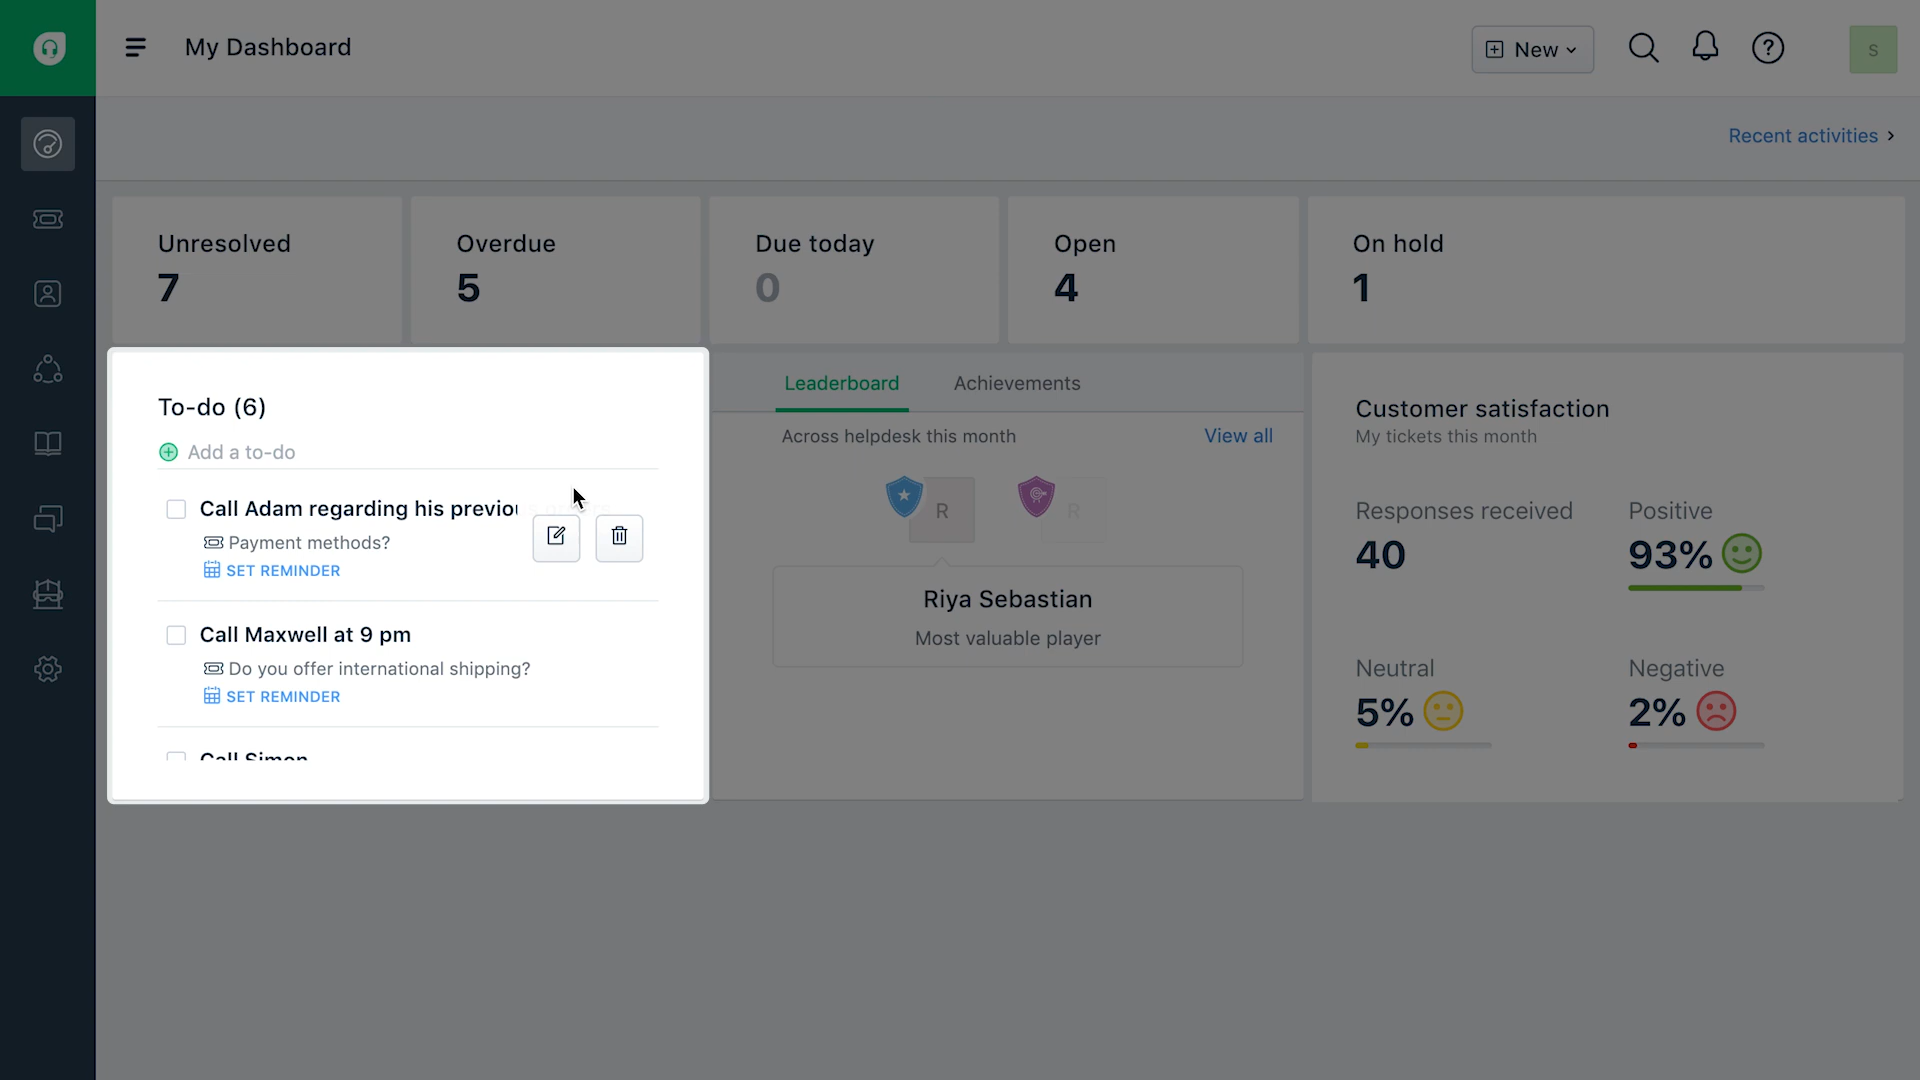 My Dashboard
New
S
Recent activities
Unresolved
7
Overdue
5
Due today
0
Open
4
On hold
1
To-do (6)
Add a to-do
Call Adam regarding his previou
Payment methods?
SET REMINDER
Call Maxwell at 9 pm
Do you offer international shipping?
SET REMINDER
Call Simon
Leaderboard
Achievements
Across helpdesk this month
View all
R
R
Riya Sebastian
Most valuable player
Customer satisfaction
My tickets this month
Responses received
40
Positive
93%
Neutral
5%
Negative
2%